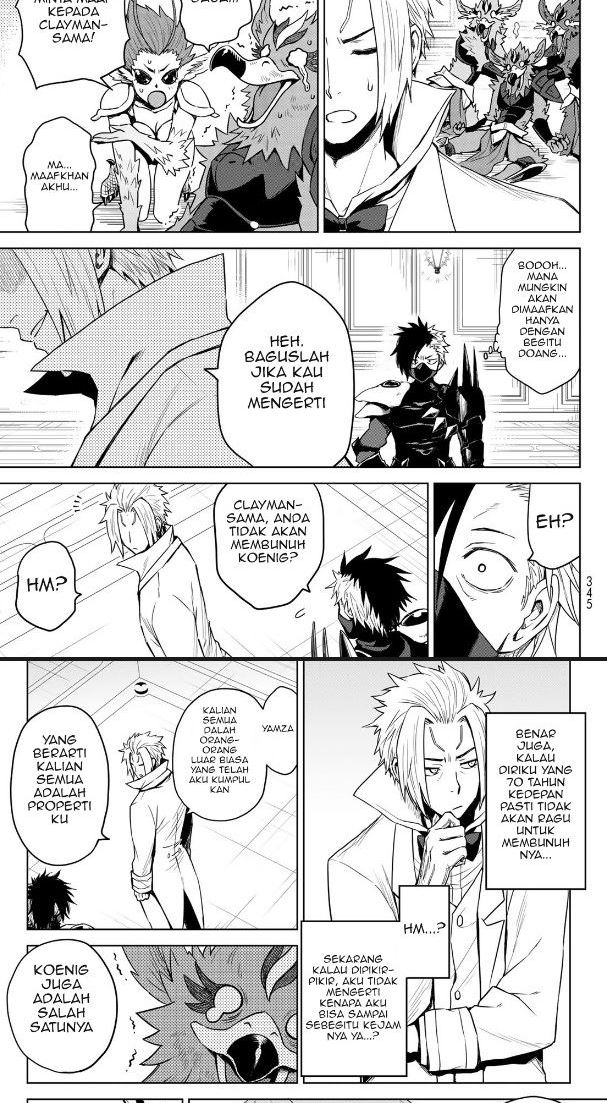 MINTA MAAF
KEPADA
CLAYMAN-
SAMA!
MA...
MAAFKHAN
AKHU...
BODOH...
MANA
MUNGKIN
AKAN
DIMAAFKAN
HANYA
DENGAN
BEGITU
DOANG...
HEH.
BAGUSLAH
JIKA KAU
SUDAH
MENGERTI
EH?
CLAYMAN-
SAMA, ANDA
TIDAK AKAN
MEMBUNUH
KOENIG?
HM?
345
BENAR
JUGA,
KALAU
DIRIKU YANG
70 TAHUN
KEDEPAN
PASTI TIDAK
AKAN RAGU
UNTUK
MEMBUNUH
NYA...
HM...?
SEKARANG
KALAU DIPIKIR-
PIKIR, AKU TIDAK
MENGERTI
KENAPA AKU
BISA SAMPAI
SEBEGITU KEJAM
NYA YA...?
YAMZA
KALIAN
SEMUA
DALAH
ORANG-
ORANG
LUAR BIASA
YANG TELAH
AKU KUMPUL
KAN
YANG
BERARTI
KALIAN
SEMUA
ADALAH
PROPERTI
KU
KOENIG
JUGA
ADALAH
SALAH
SATUNYA